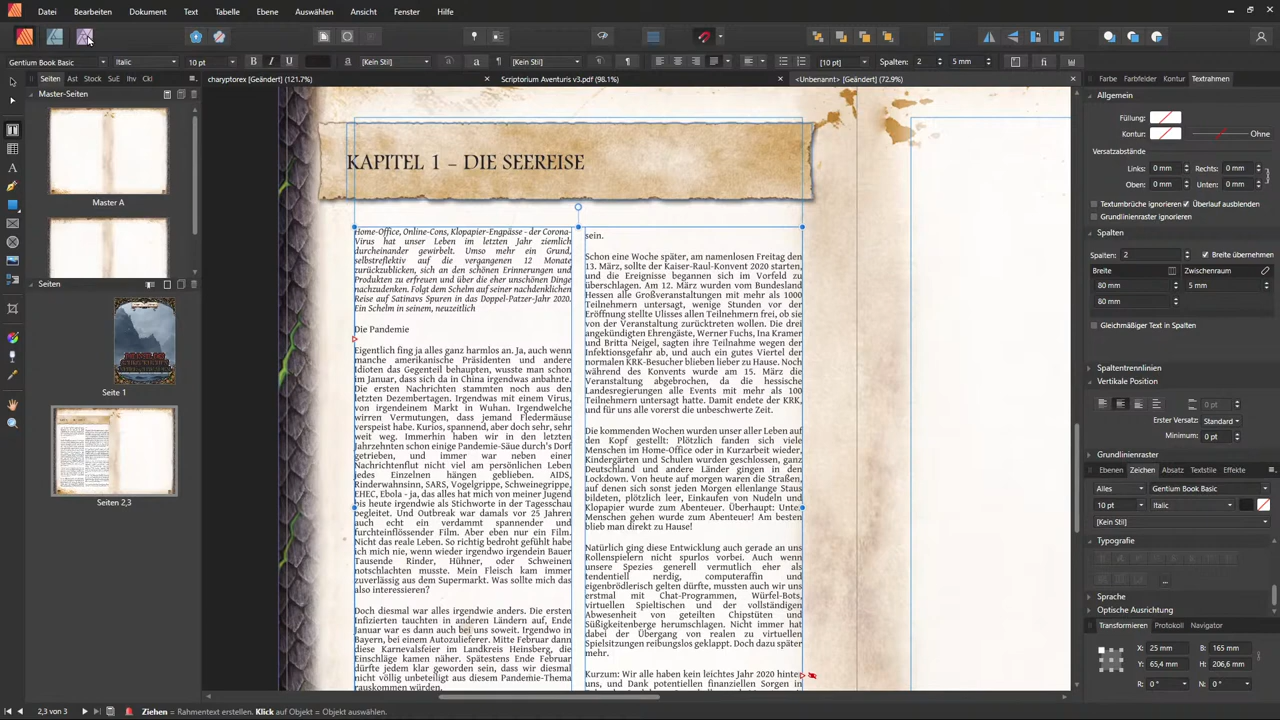 Datei Bearbeiten Dokument Text Tabelle Ebene Auswählen Ansicht Fenster Hilfe
Gentium Book Basic Italic 10 pt B I U a [Kein Stil] ¶ [Kein Stil] [10 pt] Spalten: 2 5 mm fi
Seiten Ast Stock SuE Ihv Ckl
charyptorex [Geändert] (121.7%)
Scriptorium Aventuris v3.pdf (98.1%)
<Unbenannt> [Geändert] (72.9%)
Master-Seiten
Master A
Seiten
Seite 1
Seiten 2,3
KAPITEL 1 – DIE SEEREISE
Home-Office, Online-Cons, Klopapier-Engpässe - der Corona-
Virus hat unser Leben im letzten Jahr ziemlich
durcheinander gewirbelt. Umso mehr ein Grund,
selbstreflektiv auf die vergangenen 12 Monate
zurückzublicken, sich an den schönen Erinnerungen und
Produkten zu erfreuen und über die eher unschönen Dinge
nachzudenken. Folgt dem Schelm auf seiner nachdenklichen
Reise auf Satinavs Spuren in das Doppel-Patzer-Jahr 2020.
Ein Schelm in seinem, neuzeitlich
Die Pandemie
Eigentlich fing ja alles ganz harmlos an. Ja, auch wenn
manche amerikanische Präsidenten und andere
Idioten das Gegenteil behaupten, wusste man schon
im Januar, dass sich da in China irgendwas anbahnte.
Die ersten Nachrichten stammten noch aus den
letzten Dezembertagen. Irgendwas mit einem Virus,
von irgendeinem Markt in Wuhan. Irgendwelche
wirren Vermutungen, dass jemand Fledermäuse
verspeist habe. Kurios, spannend, aber doch sehr, sehr
weit weg. Immerhin haben wir in den letzten
Jahrzehnten schon einige Pandemie-Säue durch's Dorf
getrieben, und immer war neben einer
Nachrichtenflut nicht viel am persönlichen Leben
jedes Einzelnen hängen geblieben. AIDS,
Rinderwahnsinn, SARS, Vogelgrippe, Schweinegrippe,
EHEC, Ebola - ja, das alles hat mich von meiner Jugend
bis heute irgendwie als Stichworte in der Tagesschau
begleitet. Und Outbreak war damals vor 25 Jahren
auch echt ein verdammt spannender und
furchteinflössender Film. Aber eben nur ein Film.
Nicht das reale Leben. So richtig bedroht gefühlt habe
ich mich nie, wenn wieder irgendwo irgendein Bauer
Tausende Rinder, Hühner, oder Schweine
notschlachten musste. Mein Fleisch kam immer
zuverlässig aus dem Supermarkt. Was sollte mich das
also interessieren?
Doch diesmal war alles irgendwie anders. Die ersten
Infizierten tauchten in anderen Ländern auf, Ende
Januar war es dann auch bei uns soweit. Irgendwo in
Bayern, bei einem Autozulieferer. Mitte Februar dann
diese Karnevalsfeier im Landkreis Heinsberg, die
Einschläge kamen näher. Spätestens Ende Februar
dürfte jedem klar geworden sein, dass wir diesmal
nicht völlig unbeteiligt aus diesem Pandemie-Thema
rauskommen würden.
sein.
Schon eine Woche später, am namenlosen Freitag den
13. März, sollte der Kaiser-Raul-Konvent 2020 starten,
und die Ereignisse begannen sich im Vorfeld zu
überschlagen. Am 12. März wurden vom Bundesland
Hessen alle Großveranstaltungen mit mehr als 1000
Teilnehmern untersagt, wenige Stunden vor der
Eröffnung stellte Ulisses allen Teilnehmern frei, ob sie
von der Veranstaltung zurücktreten wollen. Die drei
angekündigten Ehrengäste, Werner Fuchs, Ina Kramer
und Britta Neigel, sagten ihre Teilnahme wegen der
Infektionsgefahr ab, und auch ein gutes Viertel der
normalen KRK-Besucher blieben lieber zu Hause. Noch
während des Konvents wurde am 15. März die
Veranstaltung abgebrochen, da die hessische
Landesregierungen alle Events mit mehr als 100
Teilnehmern untersagt hatte. Damit endete der KRK,
und für uns alle vorerst die unbeschwerte Zeit.
Die kommenden Wochen wurden unser aller Leben auf
den Kopf gestellt: Plötzlich fanden sich viele
Menschen im Home-Office oder in Kurzarbeit wieder,
Kindergärten und Schulen wurden geschlossen, ganz
Deutschland und andere Länder gingen in den
Lockdown. Von heute auf morgen waren die Straßen,
auf denen sich sonst jeden Morgen ellenlange Staus
bildeten, plötzlich leer, Einkaufen von Nudeln und
Klopapier wurde zum Abenteuer. Überhaupt: Unter
Menschen gehen wurde zum Abenteuer! Am besten
blieb man direkt zu Hause!
Natürlich ging diese Entwicklung auch gerade an uns
Rollenspielern nicht spurlos vorbei. Auch wenn
unsere Spezies generell vermutlich eher als
tendentiell nerdig, computeraffin und
eigenbrödlerisch gelten dürfte, mussten auch wir uns
erstmal mit Chat-Programmen, Würfel-Bots,
virtuellen Spieltischen und der vollständigen
Abwesenheit von geteilten Chipstüten und
Süßigkeitenberge herumschlagen. Nicht immer hat
dabei der Übergang von realen zu virtuellen
Spielsitzungen reibungslos geklappt. Doch dazu später
mehr.
Kurzum: Wir alle haben kein leichtes Jahr 2020 hinter
uns, und Dank potentiellen finanziellen Sorgen in
Farbe Farbfelder Kontur Textrahmen
Allgemein
Füllung:
Kontur: Ohne
Versatzabstände
Links: 0 mm Rechts: 0 mm
Oben: 0 mm Unten: 0 mm
Textumbrüche ignorieren Überlauf ausblenden
Grundlinienraster ignorieren
Spalten
2 Breite übernehmen
Breite Zwischenraum
80 mm 5 mm
80 mm
Gleichmäßiger Text in Spalten
Spaltentrennlinien
Vertikale Position
0 pt
Erster Versatz: Standard
Minimum: 0 pt
Grundlinienraster
Ebenen Zeichen Absatz Textstile Effekte
Alles Gentium Book Basic
10 pt Italic
[Kein Stil]
Typografie
...
Sprache
Optische Ausrichtung
Transformieren Protokoll Navigator
X: 25 mm B: 165 mm
Y: 65,4 mm H: 206,6 mm
R: 0 ° N: 0 °
2,3 von 3 Ziehen = Rahmentext erstellen. Klick auf Objekt = Objekt auswählen.